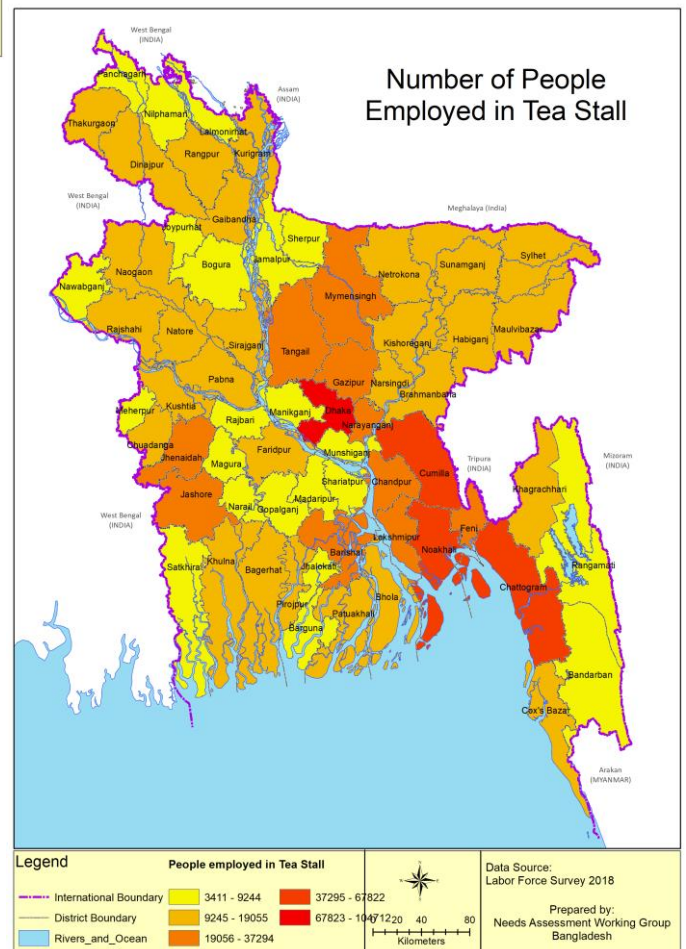 Number of People
Employed in Tea Stall
West Bengal
(INDIA)
Assam
(INDIA)
Panchagarh
Nilphamari
Lalmonirhat
Thakurgaon
Rangpur
Kurigram
Dinajpur
West Bengal
(INDIA)
Meghalaya (India)
Gaibandha
Joypurhat
Sherpur
Bogura
Jamalpur
Sunamganj
Sylhet
Naogaon
Netrokona
Nawabganj
Mymensingh
Rajshahi
Natore
Sirajganj
Kishoreganj
Habiganj
Maulvibazar
Tangail
Pabna
Gazipur
Narsingdi
Brahmanbaria
Meherpur
Kushtia
Manikganj
Dhaka
Rajbari
Narayanganj
Chuadanga
Jhenaidah
Faridpur
Munshiganj
Magura
Cumilla
Tripura
(INDIA)
Mizoram
(INDIA)
Shariatpur
Chandpur
Khagrachhari
Jashore
Madaripur
Narail
Gopalganj
West Bengal
(INDIA)
Feni
Lakshmipur
Noakhali
Barishal
Khulna
Satkhira
Bagerhat
Jhalokati
Rangamati
Chattogram
Pirojpur
Bhola
Patuakhali
Barguna
Bandarban
Cox's Bazar
Arakan
(MYANMAR)
Legend
International Boundary
District Boundary
Rivers_and_Ocean
People employed in Tea Stall
3411 - 9244
9245 - 19055
19056 - 37294
37295 - 67822
67823 - 104712
20 40 80
Kilometers
Data Source:
Labor Force Survey 2018
Prepared by:
Needs Assessment Working Group
Bangladesh